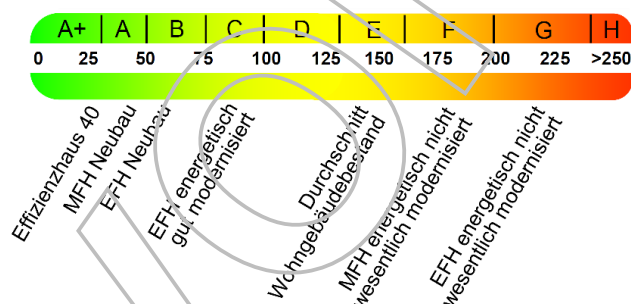 A+ A B C D E F G H
0 25 50 75 100 125 150 175 200 225 >250
Effizienzhaus 40
MFH Neubau
EFH Neubau
EFH energetisch
gut modernisiert
Durchschnitt
Wohngebäudebestand
MFH energetisch nicht
wesentlich modernisiert
EFH energetisch nicht
wesentlich modernisiert